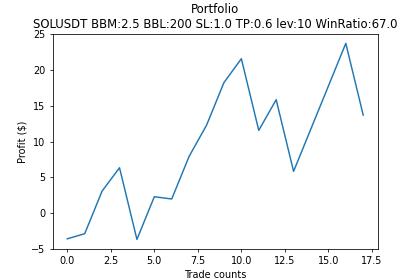 Portfolio
SOLUSDT BBM:2.5 BBL:200 SL:1.0 TP:0.6 lev:10 WinRatio:67.0
25
20
15
10
5
0
−5
Profit ($)
0.0 2.5 5.0 7.5 10.0 12.5 15.0 17.5
Trade counts